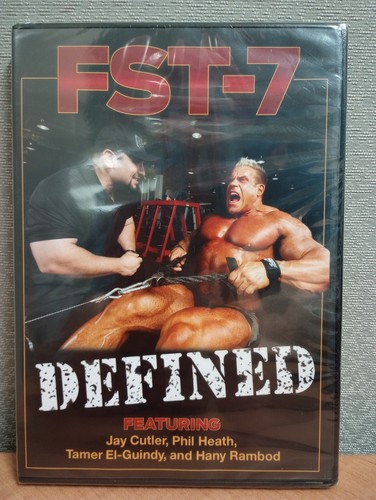 FST-7
DEFINED
FEATURING
Jay Cutler, Phil Heath,
Tamer El-Guindy, and Hany Rambod